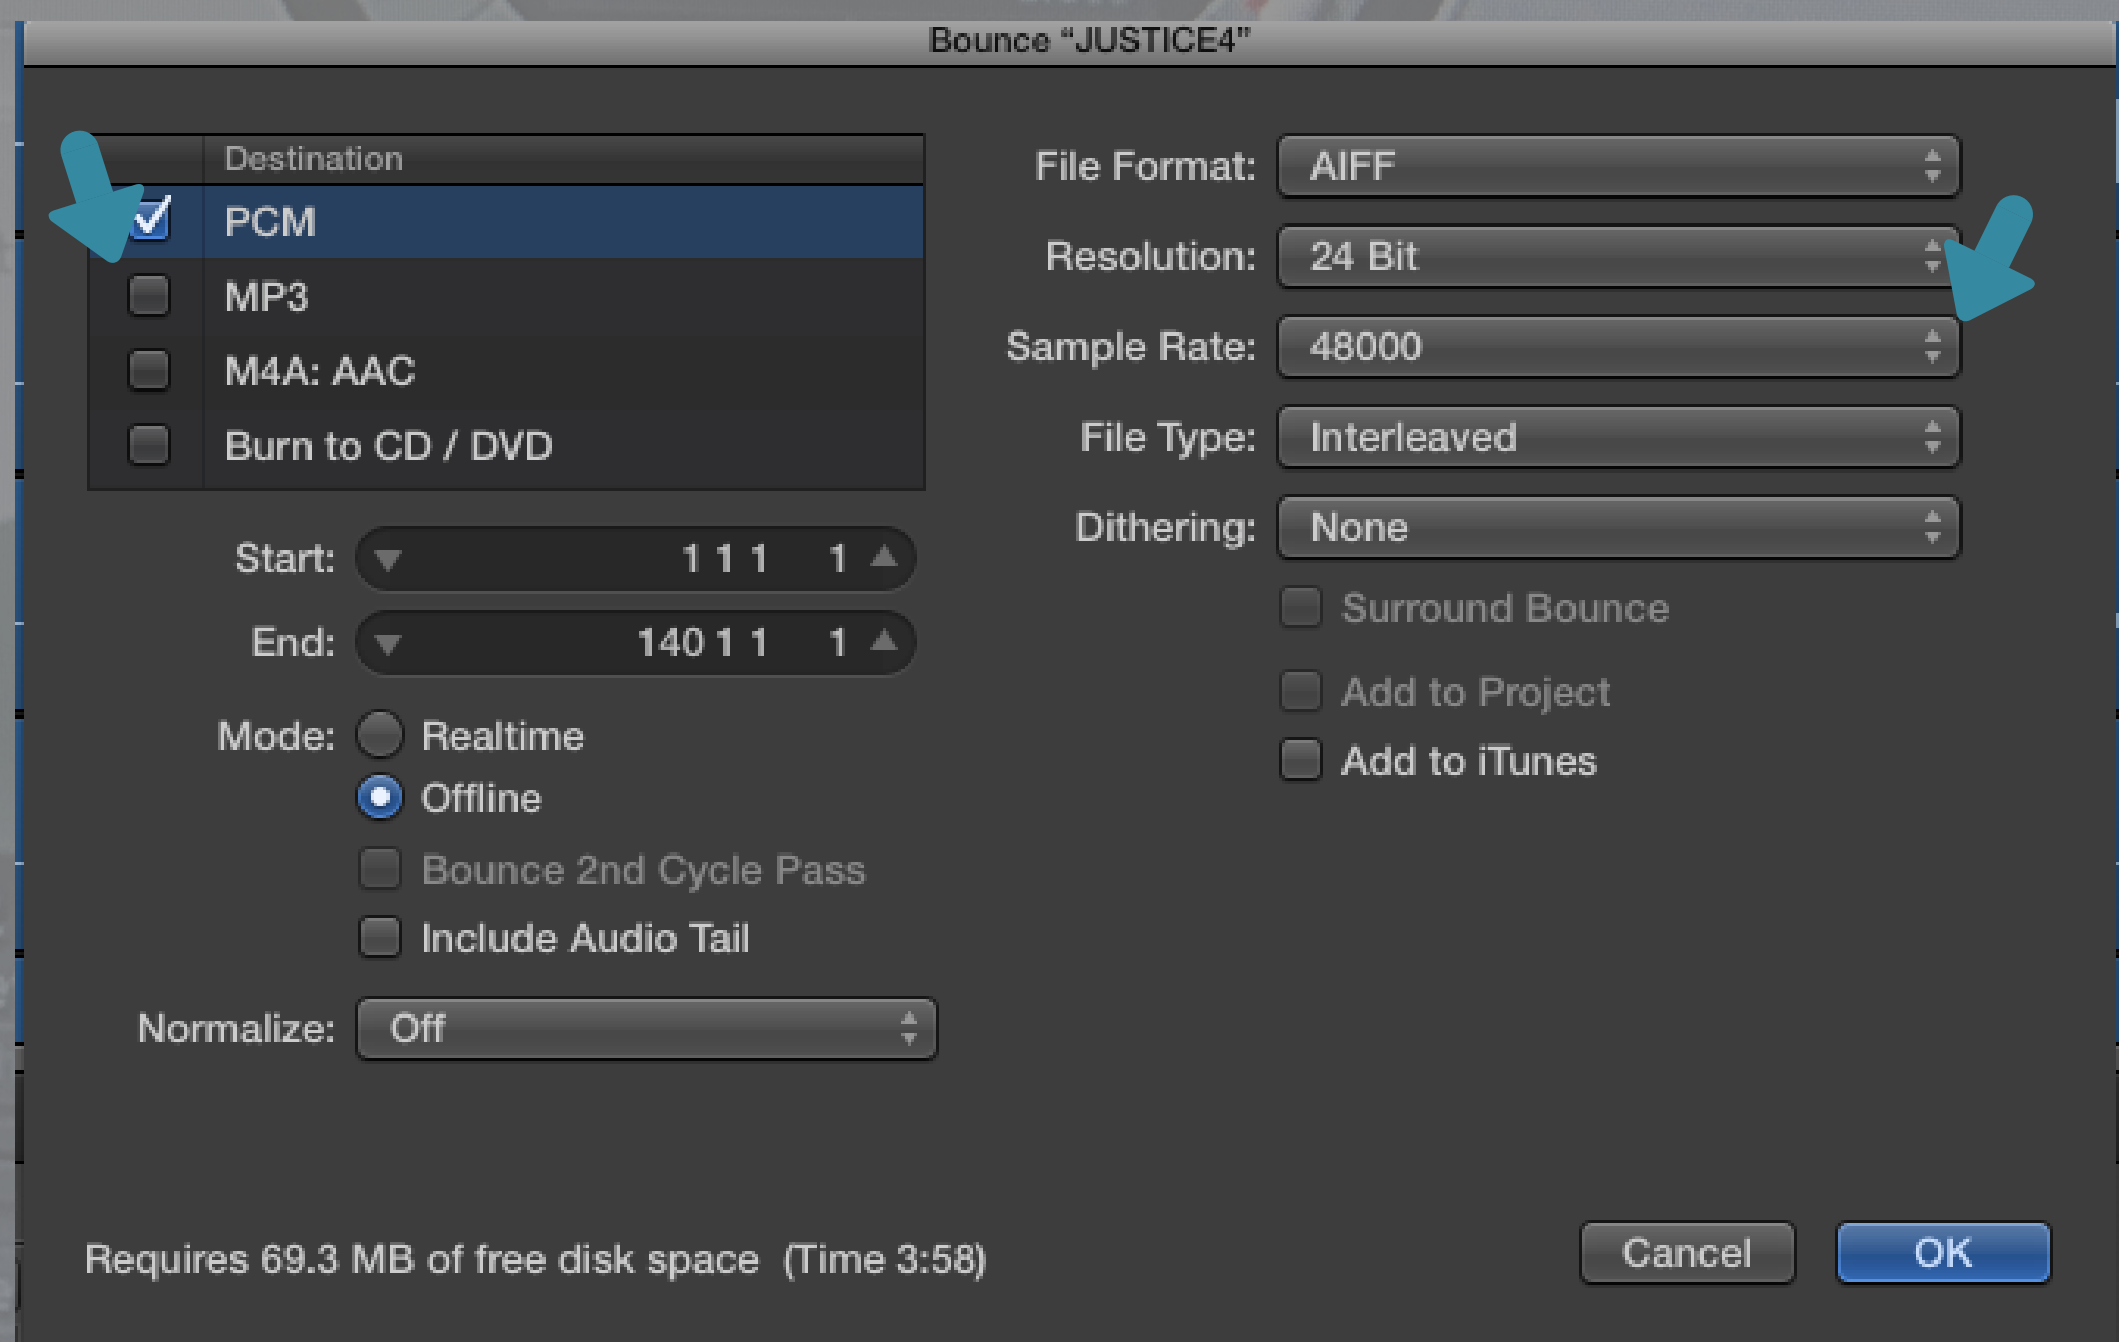 Bounce “JUSTICE4”
Destination
PCM
MP3
M4A: AAC
Burn to CD / DVD
Start: 1 1 1 1
End: 140 1 1 1
Mode: Realtime
Offline
Bounce 2nd Cycle Pass
Include Audio Tail
Normalize: Off
File Format: AIFF
Resolution: 24 Bit
Sample Rate: 48000
File Type: Interleaved
Dithering: None
Surround Bounce
Add to Project
Add to iTunes
Requires 69.3 MB of free disk space (Time 3:58)
Cancel
OK